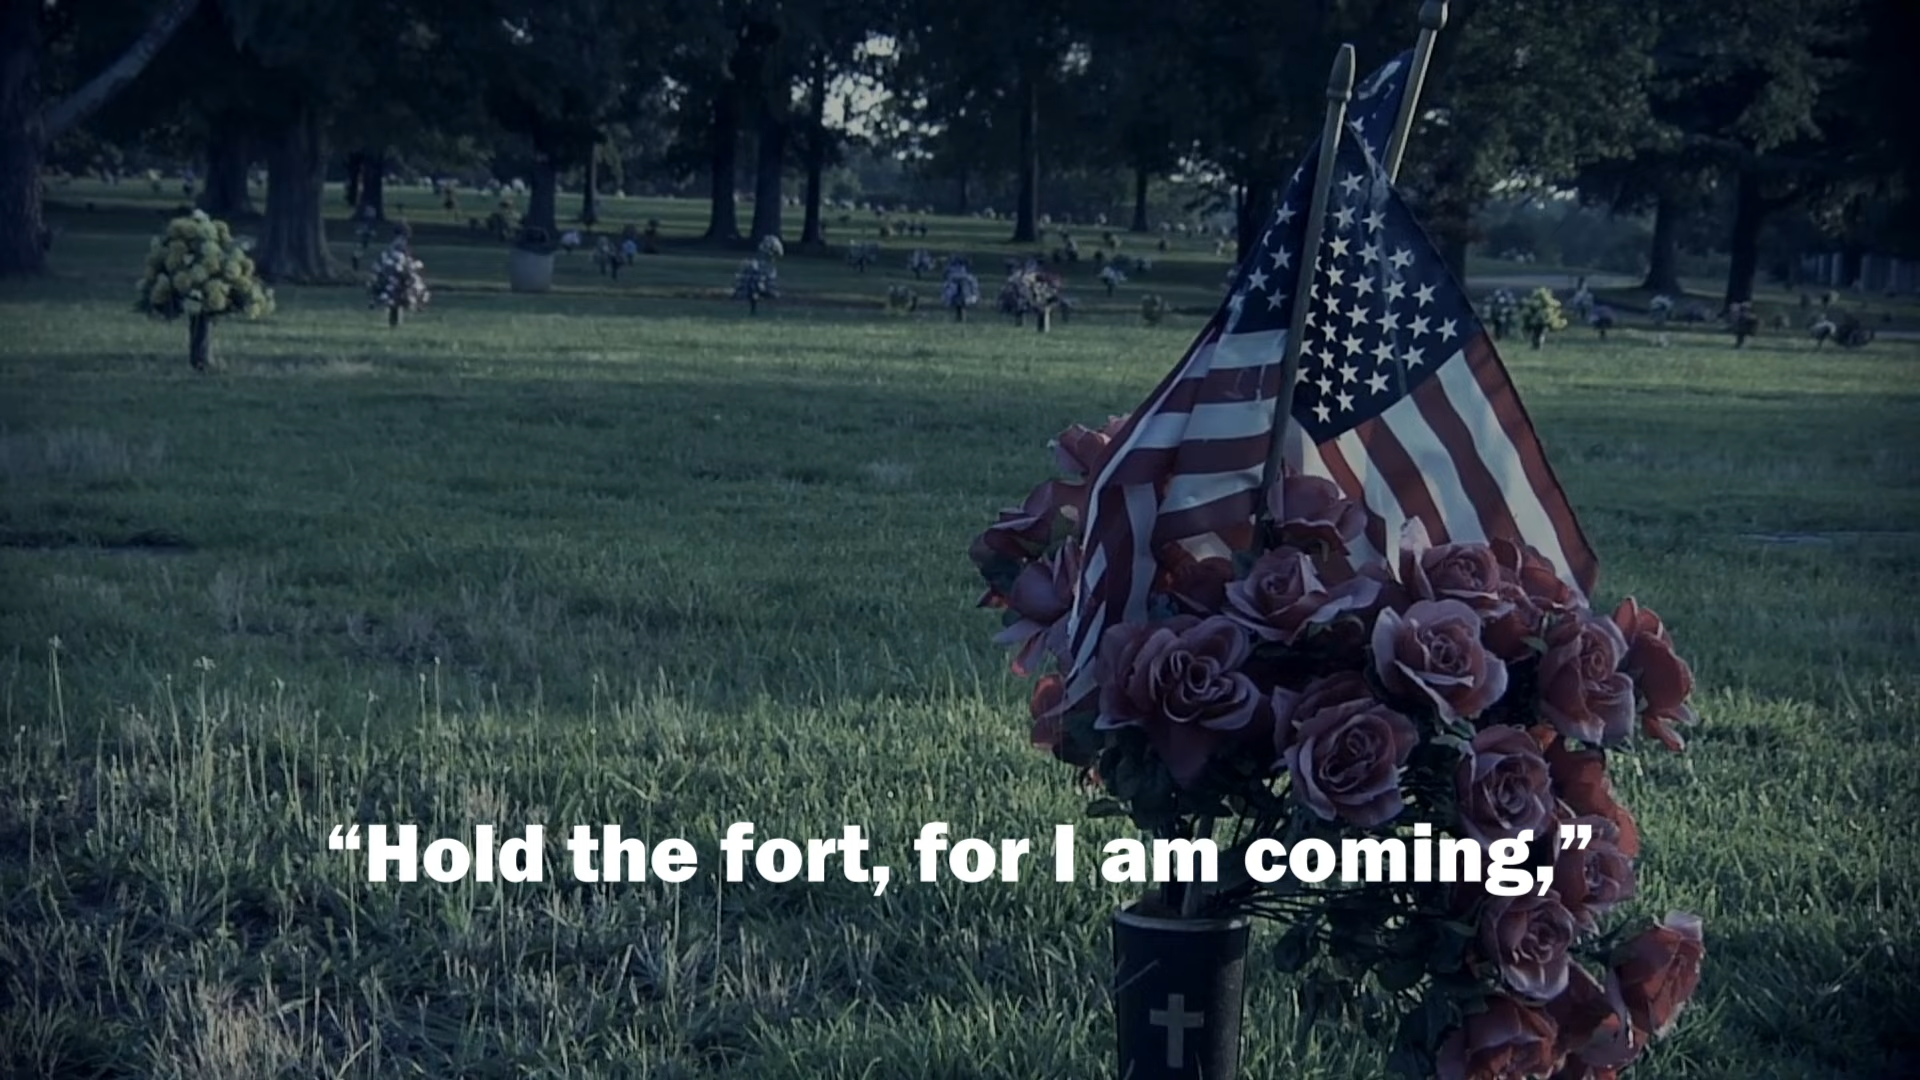 “Hold the fort, for I am coming,”